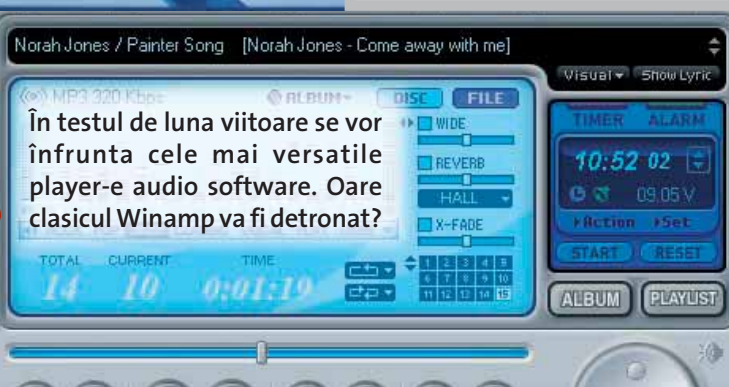 Norah Jones / Painter Song [Norah Jones - Come away with me]
Visual Show Lyric
MP3 320 Kbps ALBUM DISC FILE
În testul de luna viitoare se vor
înfrunta cele mai versatile
player-e audio software. Oare
clasicul Winamp va fi detronat?
WIDE
REVERB
HALL
X-FADE
TOTAL CURRENT TIME
14 10 0:01:19
1 2 3 4 5
6 7 8 9 10
11 12 13 14 15
TIMER ALARM
10:52 02
09.05 V
Action Set
START RESET
ALBUM PLAYLIST